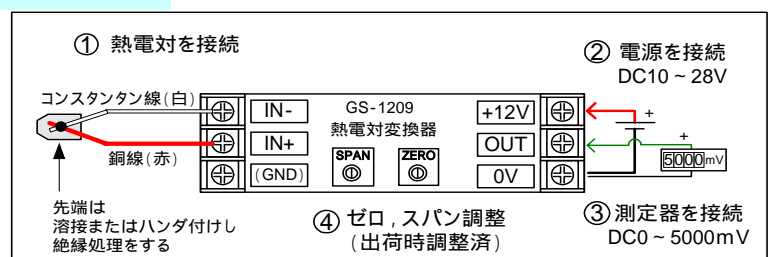 ① 熱電対を接続
② 電源を接続
DC10 ~ 28V
コンスタンタン線(白)
銅線(赤)
IN-
IN+
(GND)
GS-1209
熱電対変換器
SPAN
ZERO
+12V
OUT
0V
+
+
5000mV
先端は
溶接またはハンダ付けし
絶縁処理をする
④ ゼロ,スパン調整
(出荷時調整済)
③ 測定器を接続
DC0 ~ 5000mV